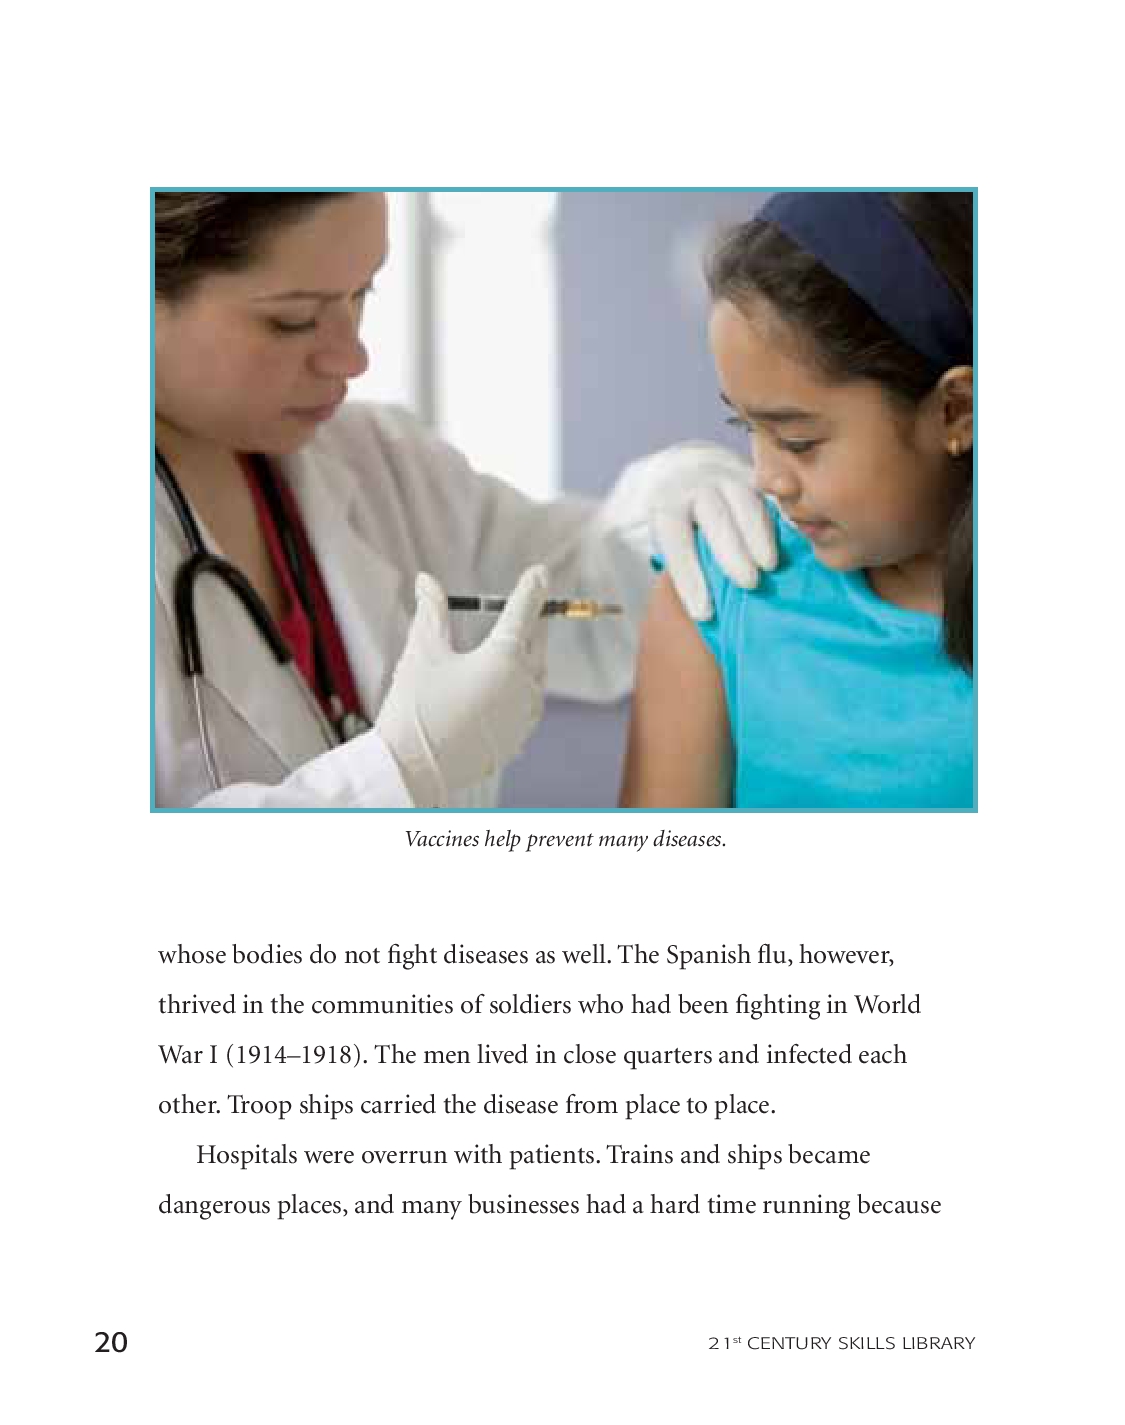 Vaccines help prevent many diseases.
whose bodies do not fight diseases as well. The Spanish flu, however,
thrived in the communities of soldiers who had been fighting in World
War I (1914–1918). The men lived in close quarters and infected each
other. Troop ships carried the disease from place to place.
Hospitals were overrun with patients. Trains and ships became
dangerous places, and many businesses had a hard time running because
20
21st CENTURY SKILLS LIBRARY